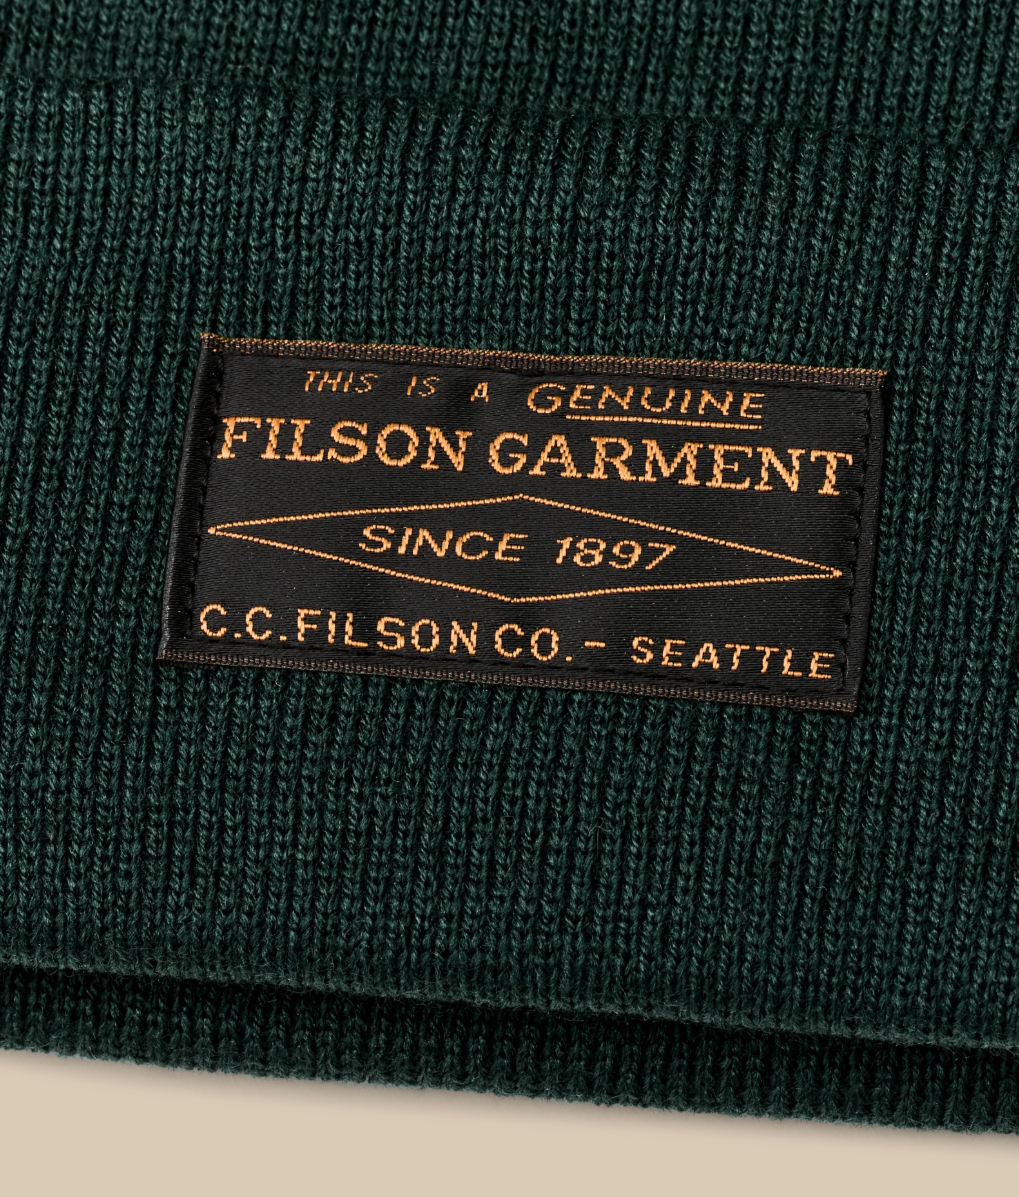 THIS IS A GENUINE
FILSON GARMENT
SINCE 1897
C.C. FILSON CO. - SEATTLE